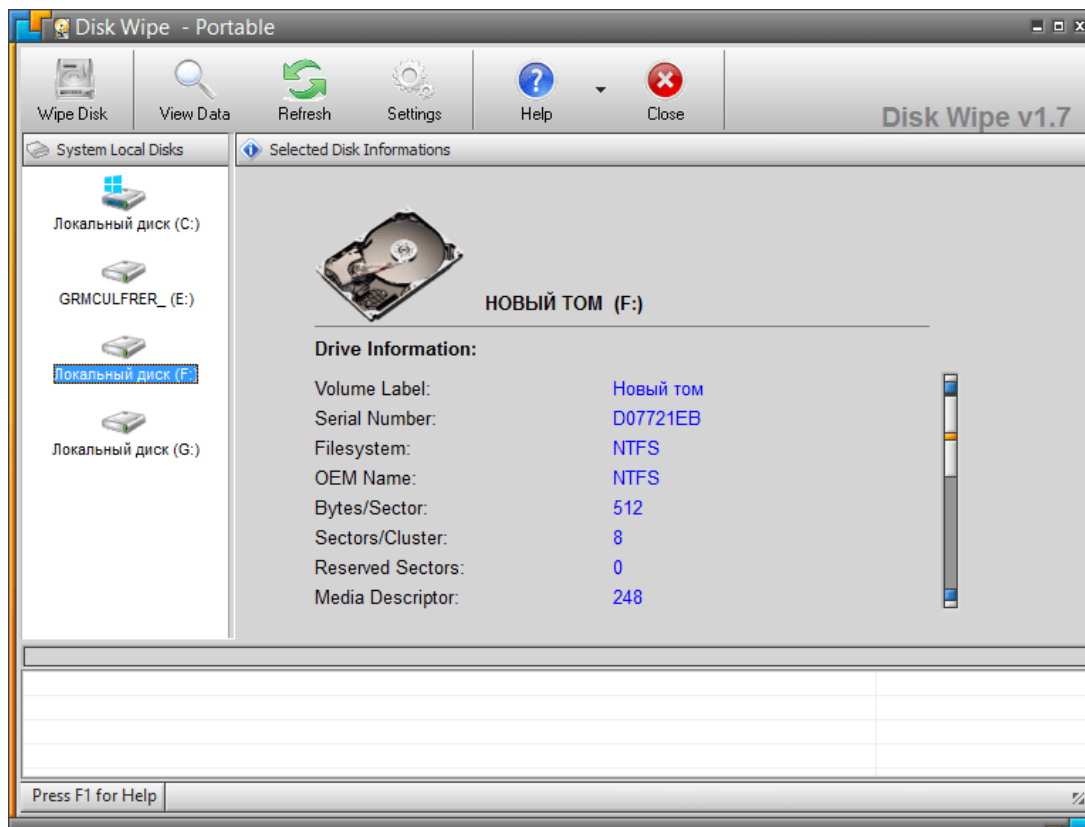 Disk Wipe - Portable
Wipe Disk View Data Refresh Settings Help Close
Disk Wipe v1.7
System Local Disks
Selected Disk Informations
Локальный диск (C:)
GRMCULFRER_ (E:)
Локальный диск (F:)
Локальный диск (G:)
НОВЫЙ ТОМ (F:)
Drive Information:
Volume Label: Новый том
Serial Number: D07721EB
Filesystem: NTFS
OEM Name: NTFS
Bytes/Sector: 512
Sectors/Cluster: 8
Reserved Sectors: 0
Media Descriptor: 248
Press F1 for Help